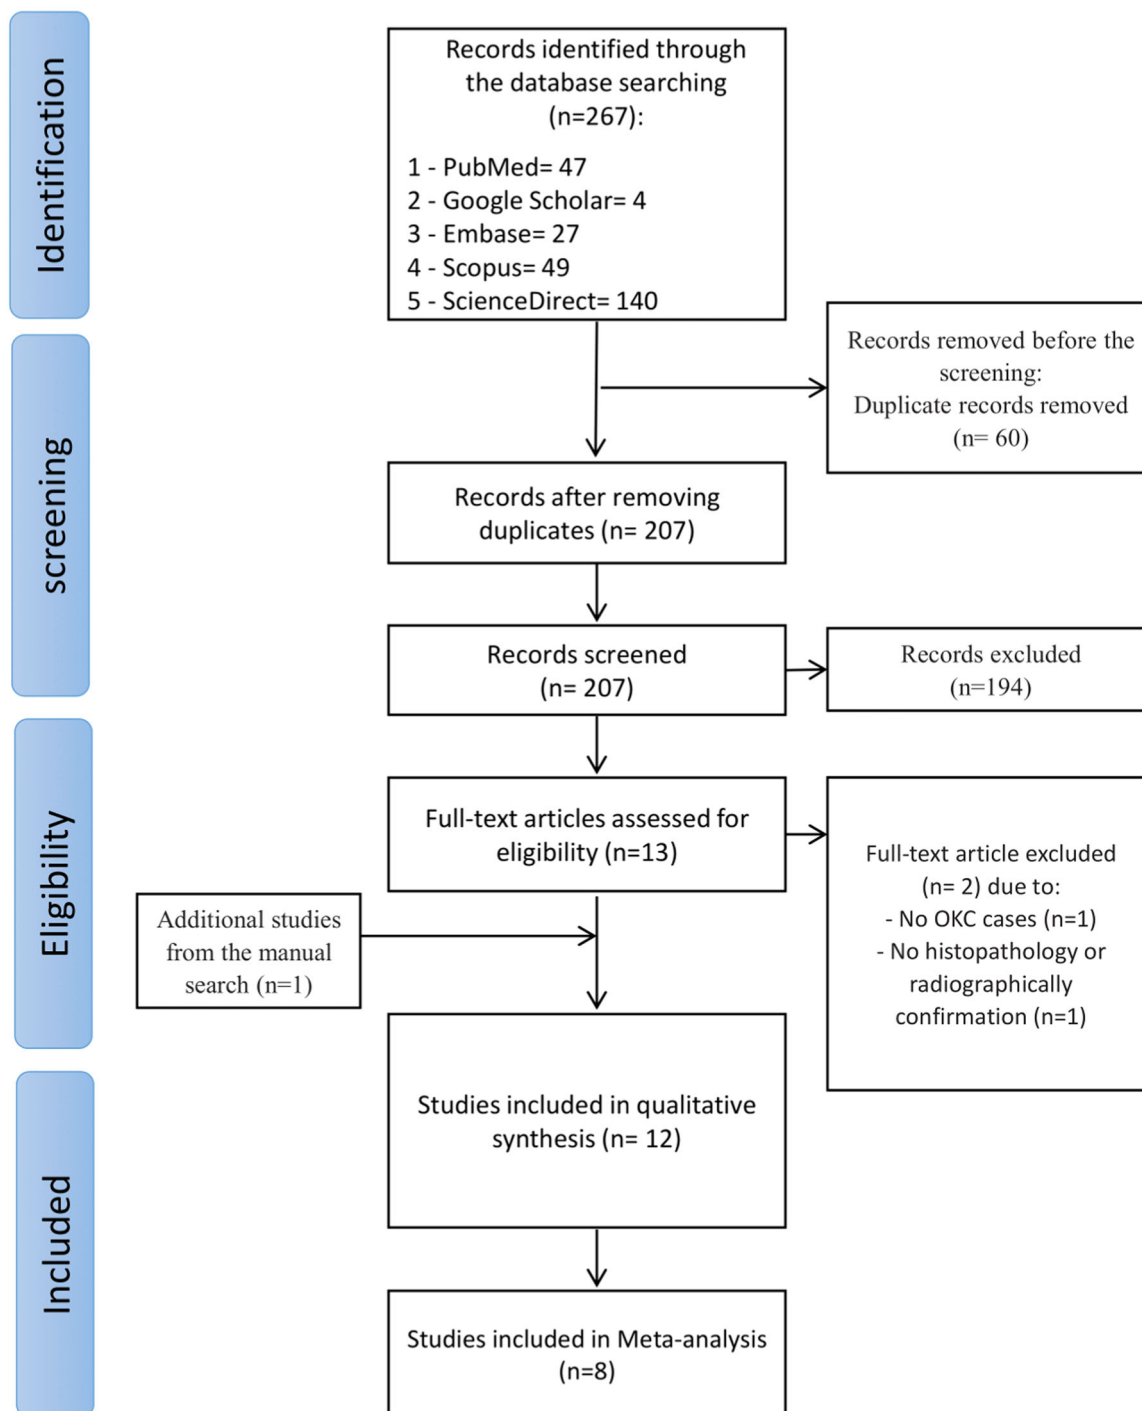 Identification
Records identified through
the database searching
(n=267):
1 - PubMed= 47
2 - Google Scholar= 4
3 - Embase= 27
4 - Scopus= 49
5 - ScienceDirect= 140
Records removed before the
screening:
Duplicate records removed
(n= 60)
screening
Records after removing
duplicates (n= 207)
Records screened
(n= 207)
Records excluded
(n=194)
Eligibility
Full-text articles assessed for
eligibility (n=13)
Full-text article excluded
(n= 2) due to:
- No OKC cases (n=1)
- No histopathology or
radiographically
confirmation (n=1)
Additional studies
from the manual
search (n=1)
Included
Studies included in qualitative
synthesis (n= 12)
Studies included in Meta-analysis
(n=8)